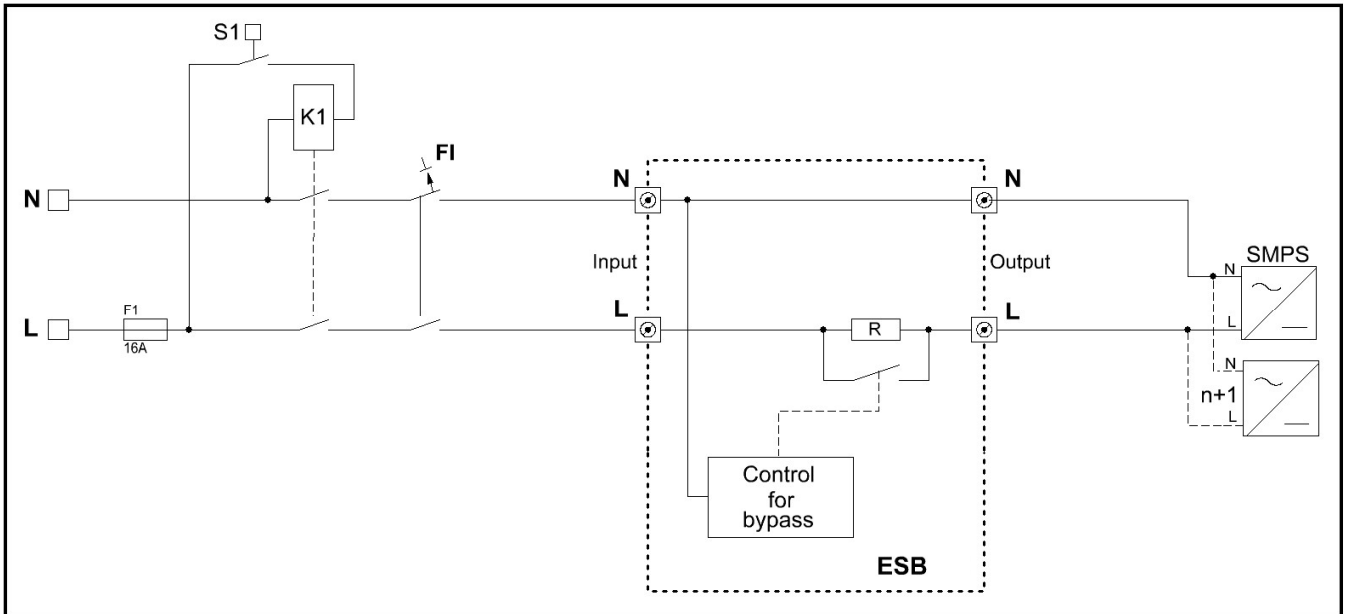 S1
K1
FI
N
N
N
Input
Output
SMPS
N
L
F1
16A
L
L
R
L
N
n+1
L
Control
for
bypass
ESB